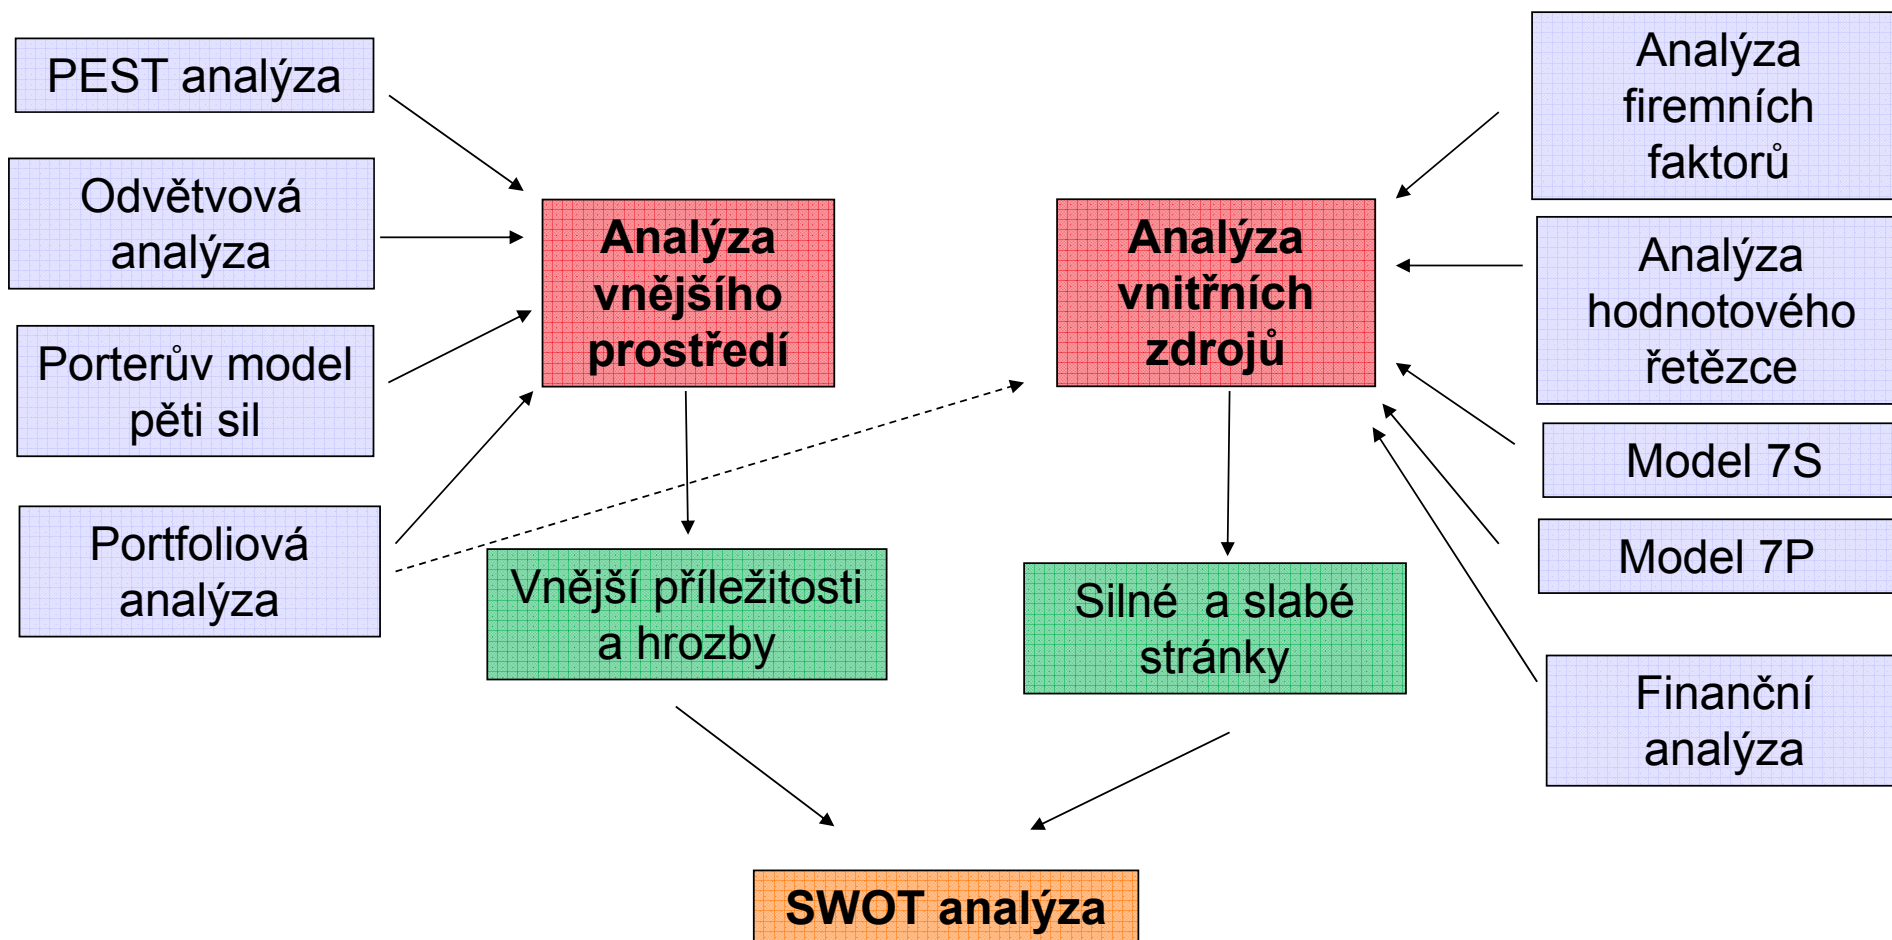 PEST analýza
Odvětvová
analýza
Porterův model
pěti sil
Portfoliová
analýza
Analýza
vnějšího
prostředí
Vnější příležitosti
a hrozby
Analýza
vnitřních
zdrojů
Silné  a slabé
stránky
Analýza
firemních
faktorů
Analýza
hodnotového
řetězce
Model 7S
Model 7P
Finanční
analýza
SWOT analýza